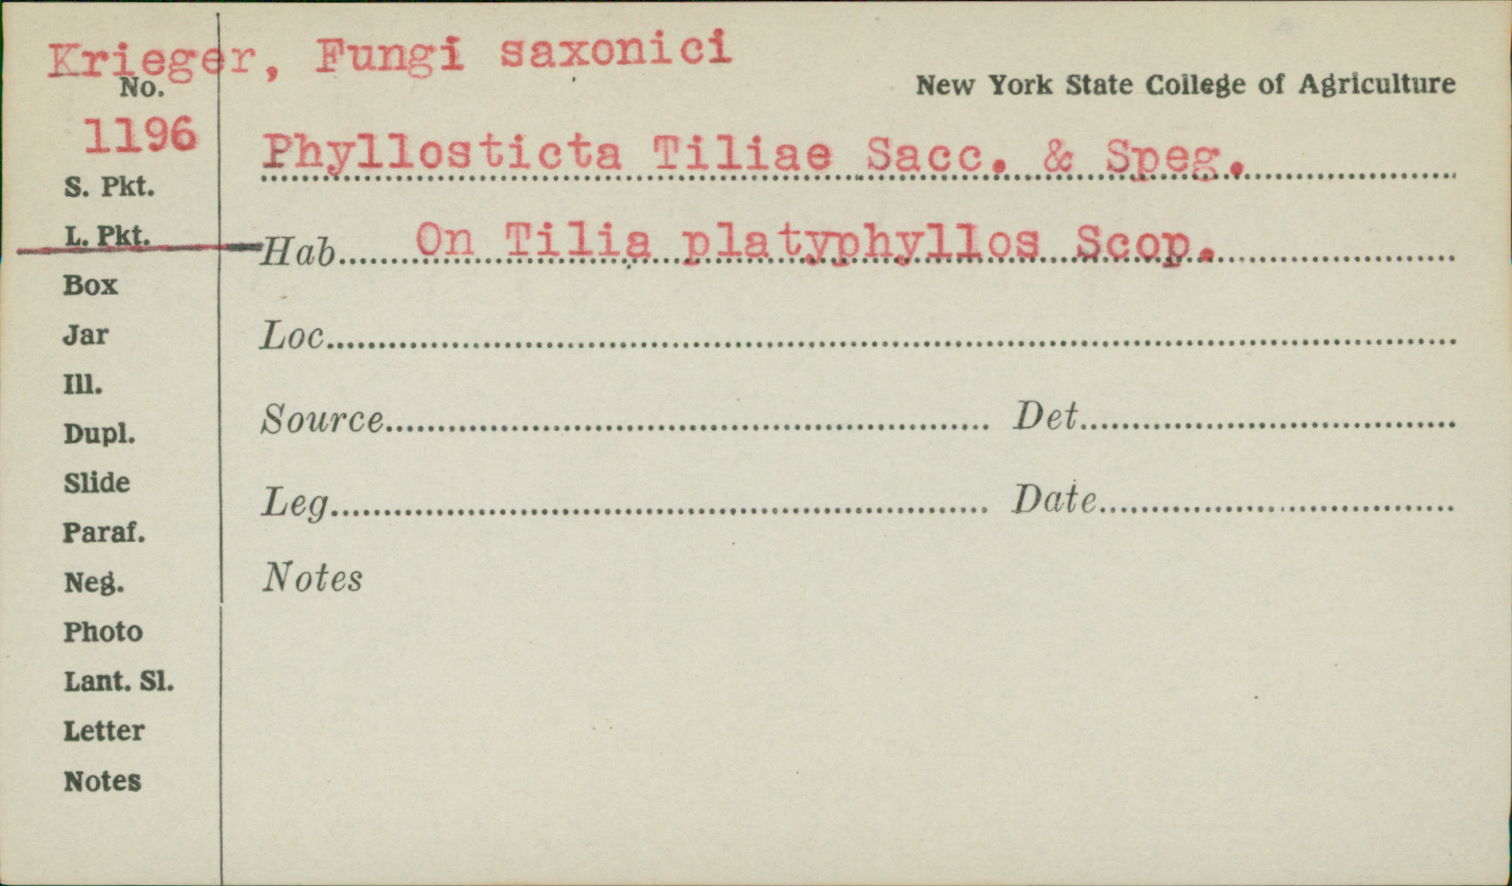 Krieger, Fungi saxonici
No.
New York State College of Agriculture
1196
Phyllosticta Tiliae Sacc. & Speg.
S. Pkt.
L. Pkt.
Hab. On Tilia platyphyllos Scop.
Box
Jar
Loc.
Ill.
Dupl.
Source Det.
Slide
Leg. Date
Paraf.
Neg.
Notes
Photo
Lant. Sl.
Letter
Notes